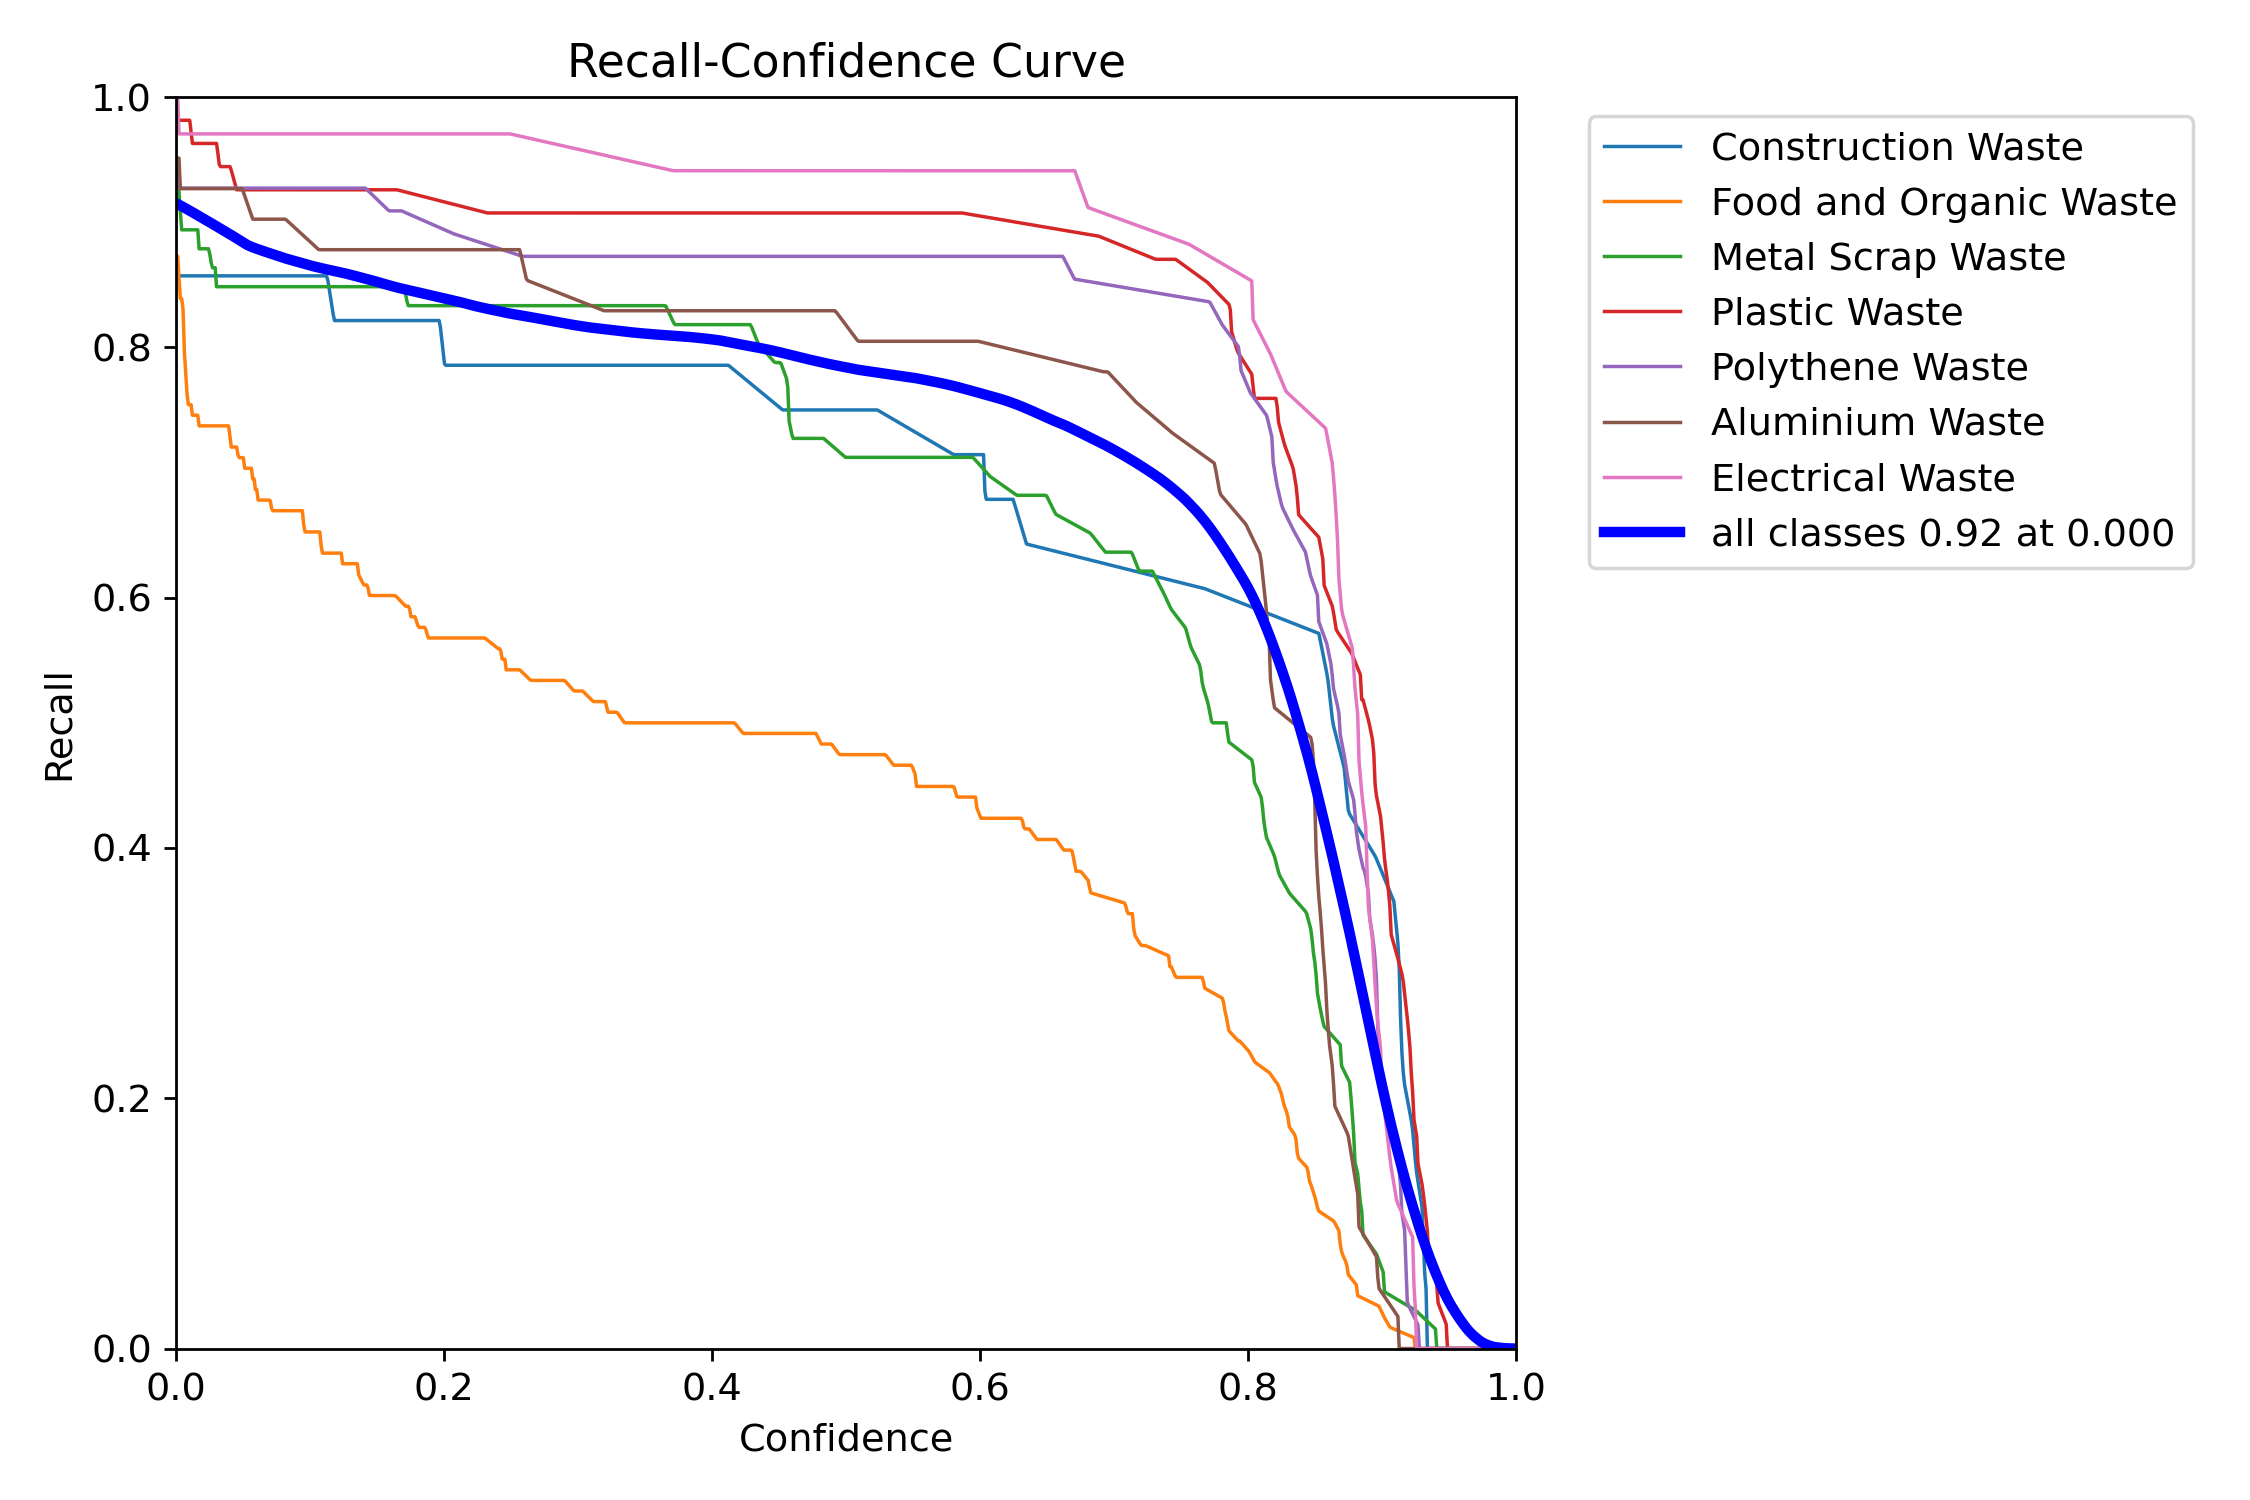 Recall-Confidence Curve
1.0
0.8
0.6
0.4
0.2
0.0
Recall
0.0 0.2 0.4 0.6 0.8 1.0
Confidence
Construction Waste
Food and Organic Waste
Metal Scrap Waste
Plastic Waste
Polythene Waste
Aluminium Waste
Electrical Waste
all classes 0.92 at 0.000